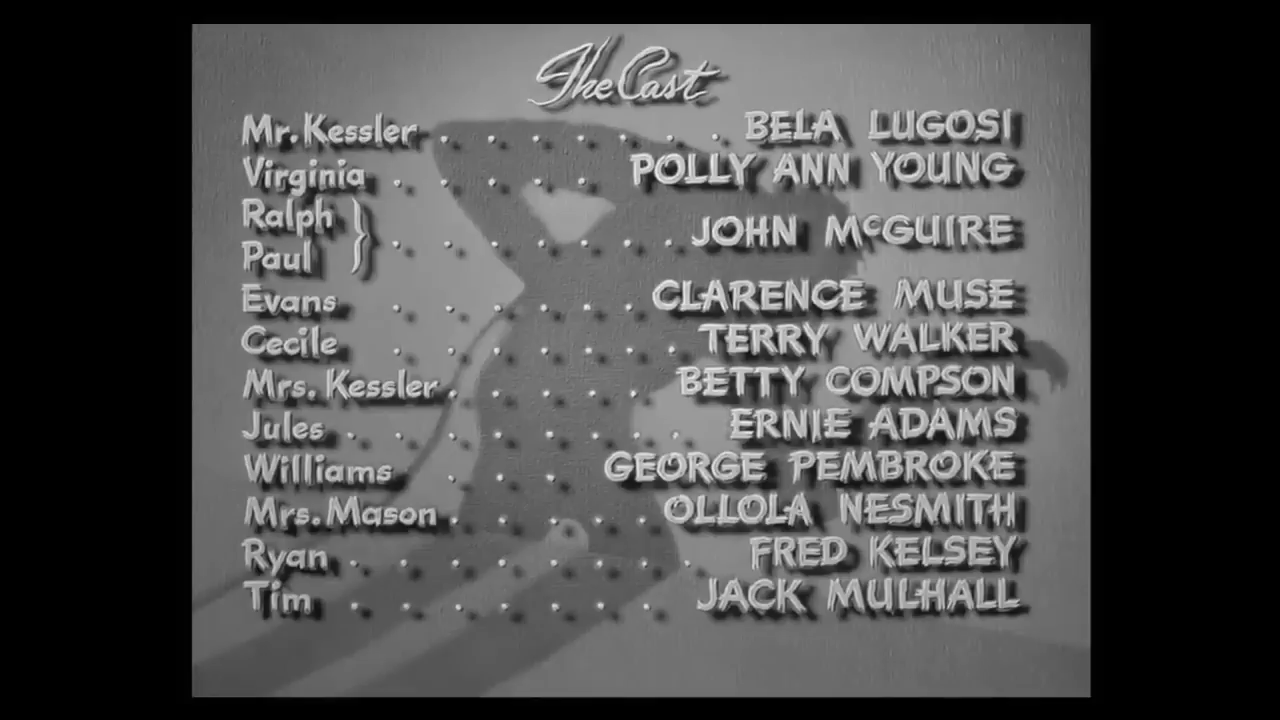 The Cast
Mr. Kessler . . . . . . . BELA LUGOSI
Virginia . . . . . POLLY ANN YOUNG
Ralph
Paul } . . . . . . . JOHN McGUIRE
Evans . . . . . . CLARENCE MUSE
Cecile . . . . . . . TERRY WALKER
Mrs. Kessler . . . . . . BETTY COMPSON
Jules . . . . . . . . ERNIE ADAMS
Williams . . . GEORGE PEMBROKE
Mrs. Mason . . . . . OLLOLA NESMITH
Ryan . . . . . . . . FRED KELSEY
Tim . . . . . . . JACK MULHALL